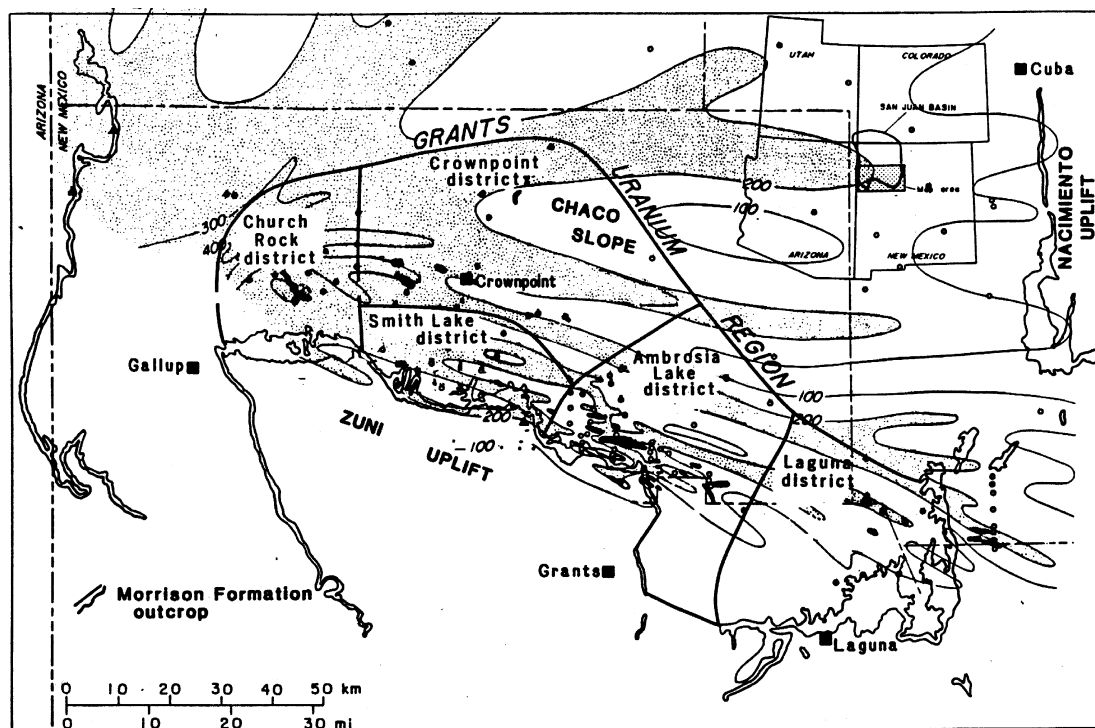 UTAH
COLORADO
Cuba
ARIZONA
NEW MEXICO
SAN JUAN BASIN
GRANTS
URANIUM
REGION
Crownpoint
district
NACIMIENTO
UPLIFT
200
100
CHACO
SLOPE
300
400
Church
Rock
district
ARIZONA
NEW MEXICO
Crownpoint
Smith Lake
district
Ambrosia
Lake
district
Gallup
100
200
ZUNI
UPLIFT
200
100
Laguna
district
Grants
Morrison Formation
outcrop
Laguna
0 10 20 30 40 50 km
0 10 20 30 mi